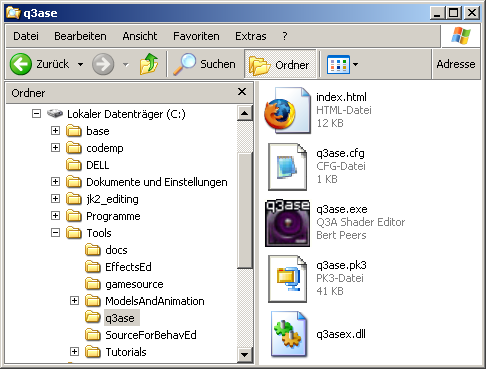 q3ase
Datei Bearbeiten Ansicht Favoriten Extras ?
Zurück Suchen Ordner Adresse
Ordner
Lokaler Datenträger (C:)
base
codemp
DELL
Dokumente und Einstellungen
jk2_editing
Programme
Tools
docs
EffectsEd
gamesource
ModelsAndAnimation
q3ase
SourceForBehavEd
Tutorials
index.html
HTML-Datei
12 KB
q3ase.cfg
CFG-Datei
1 KB
q3ase
q3ase.exe
Q3A Shader Editor
Bert Peers
q3ase.pk3
PK3-Datei
41 KB
q3asex.dll